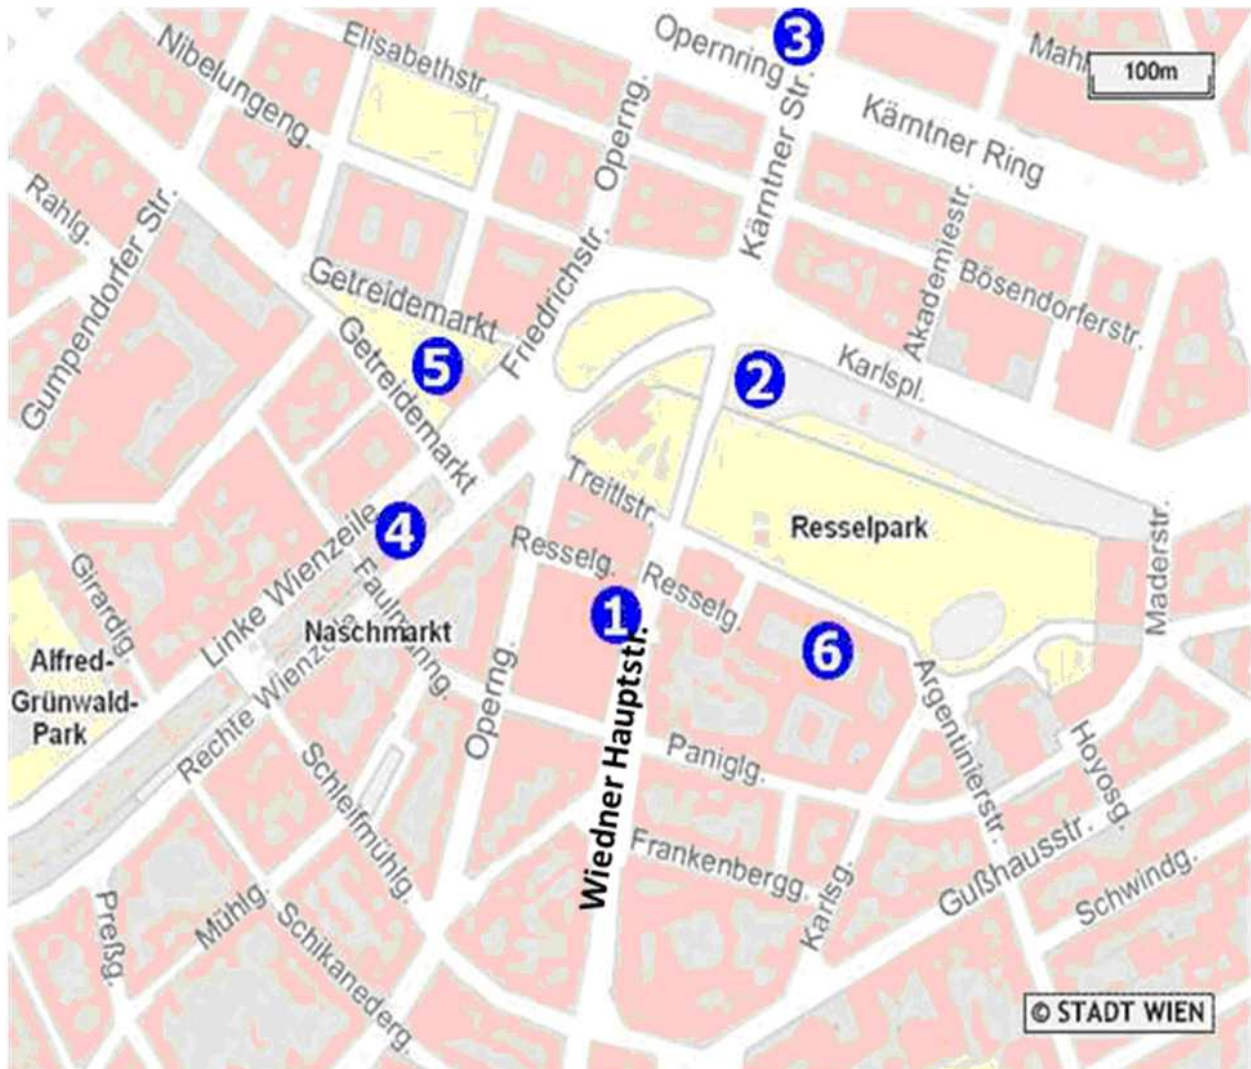 Nibelungeng.
Elisabethstr.
Opernring
3
Mahl
100m
Operng.
Kärntner Str.
Kärntner Ring
Rahlg.
Gumpendorfer Str.
Getreidemarkt
Friedrichstr.
Akademiestr.
Bösendorferstr.
Getreidemarkt
5
2
Karlspl.
Treitlstr.
Resselpark
4
Linke Wienzeile
Resselg.
Resselg.
Maderstr.
Girardig.
Faulmanng.
1
Naschmarkt
6
Alfred-
Grünwald-
Park
Rechte Wienzeile
Operng.
Wiedner Hauptstr.
Argentinierstr.
Paniglg.
Hoyosg.
Schleifmühlg.
Frankenbergg.
Karlsg.
Gußhausstr.
Schwindg.
Preßg.
Mühlg.
Schikanederg.
© STADT WIEN